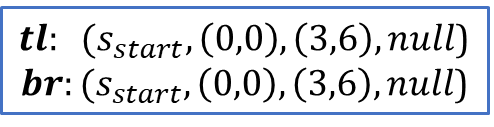 tl: (s_start, (0,0), (3,6), null)
br: (s_start, (0,0), (3,6), null)